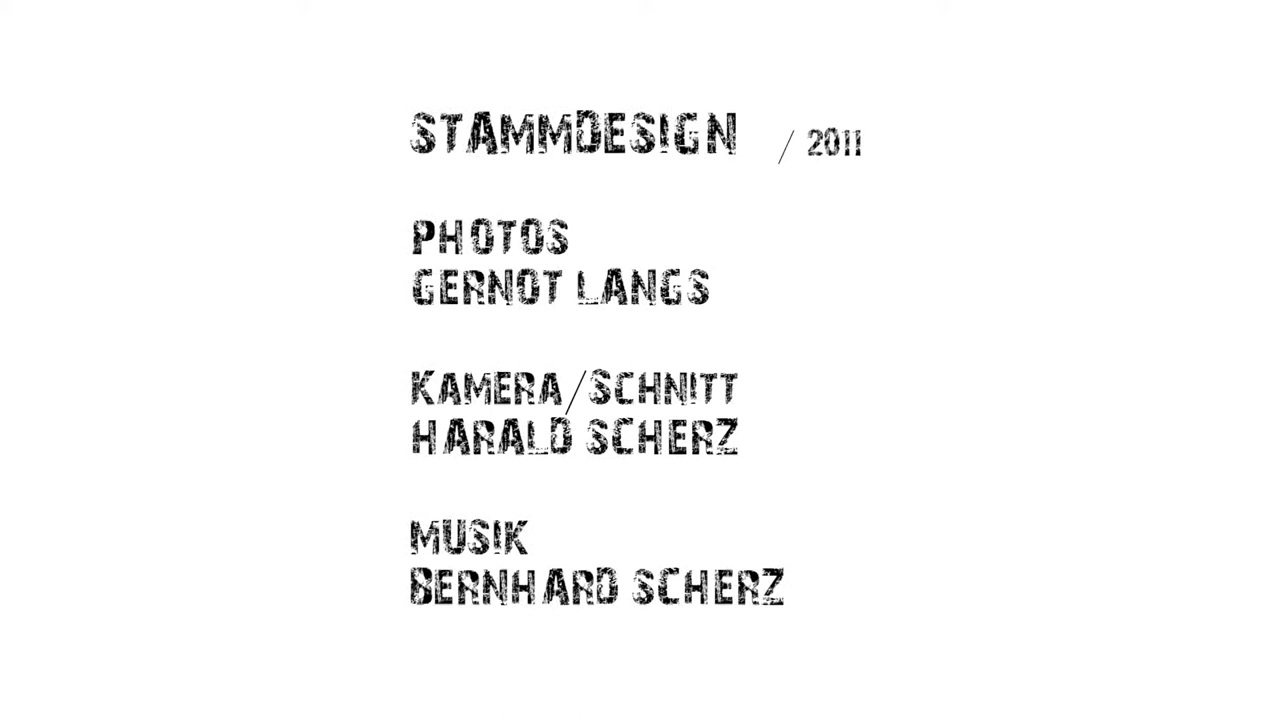 STAMMDESIGN / 2011
PHOTOS
GERNOT LANGS
KAMERA/SCHNITT
HARALD SCHERZ
MUSIK
BERNHARD SCHERZ